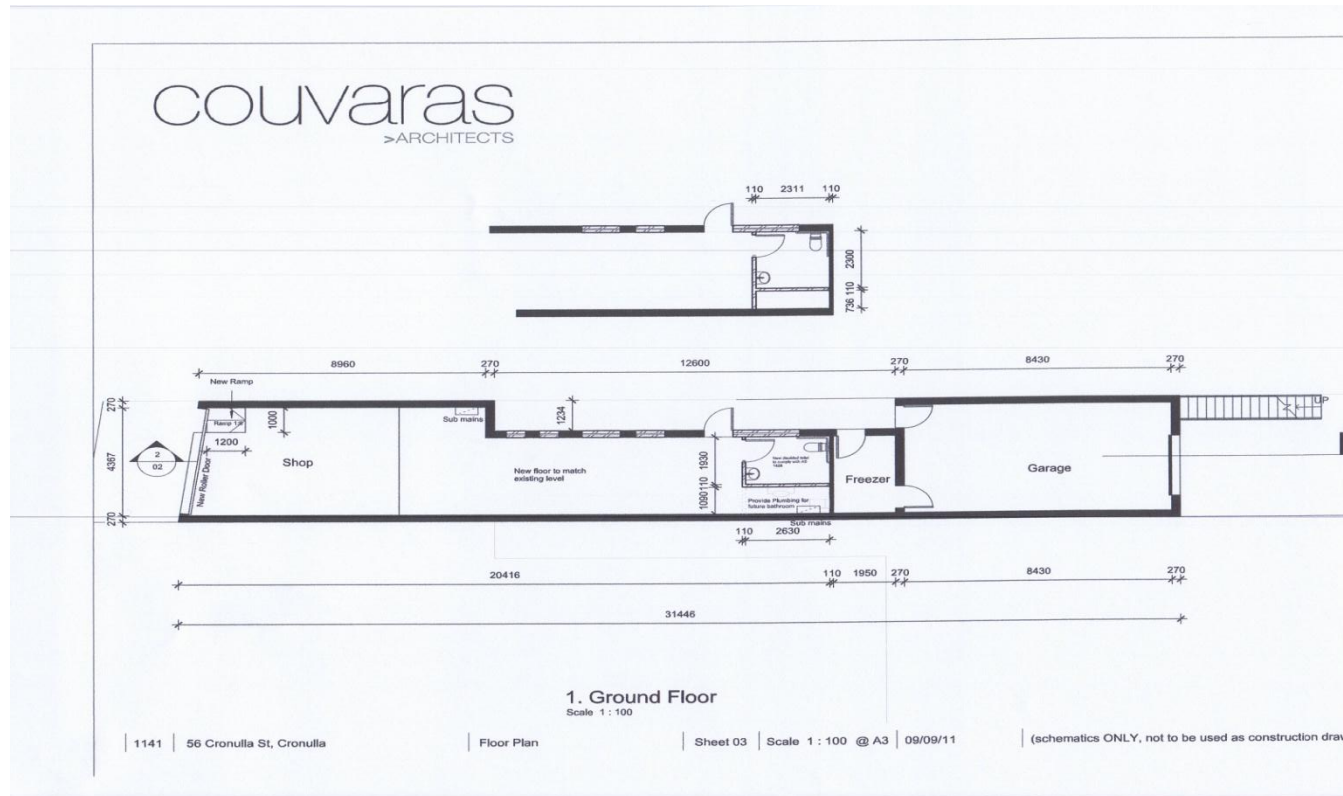 couvaras
>ARCHITECTS
110 2311 110
2300
110
736
8960 270 12600 270 8430 270
New Ramp
270
4367
270
Ramp 1:8
1000
1200
Sub mains
1234
2
02
New Roller Door
Shop
New floor to match
existing level
1930
110
1090
Provide Plumbing for
future bathroom
Sub mains
Freezer
Garage
UP
110 2630
20416 110 1950 270 8430 270
31446
1. Ground Floor
Scale 1 : 100
1141 56 Cronulla St, Cronulla Floor Plan Sheet 03 Scale 1 : 100 @ A3 09/09/11 (schematics ONLY, not to be used as construction draw